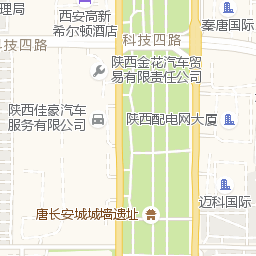 理局
西安高新
希尔顿酒店
秦唐国际
科技四路
科技四路
陕西金花汽车贸
易有限责任公司
陕西佳豪汽车
服务有限公司
陕西配电网大厦
迈科国际
唐长安城城墙遗址